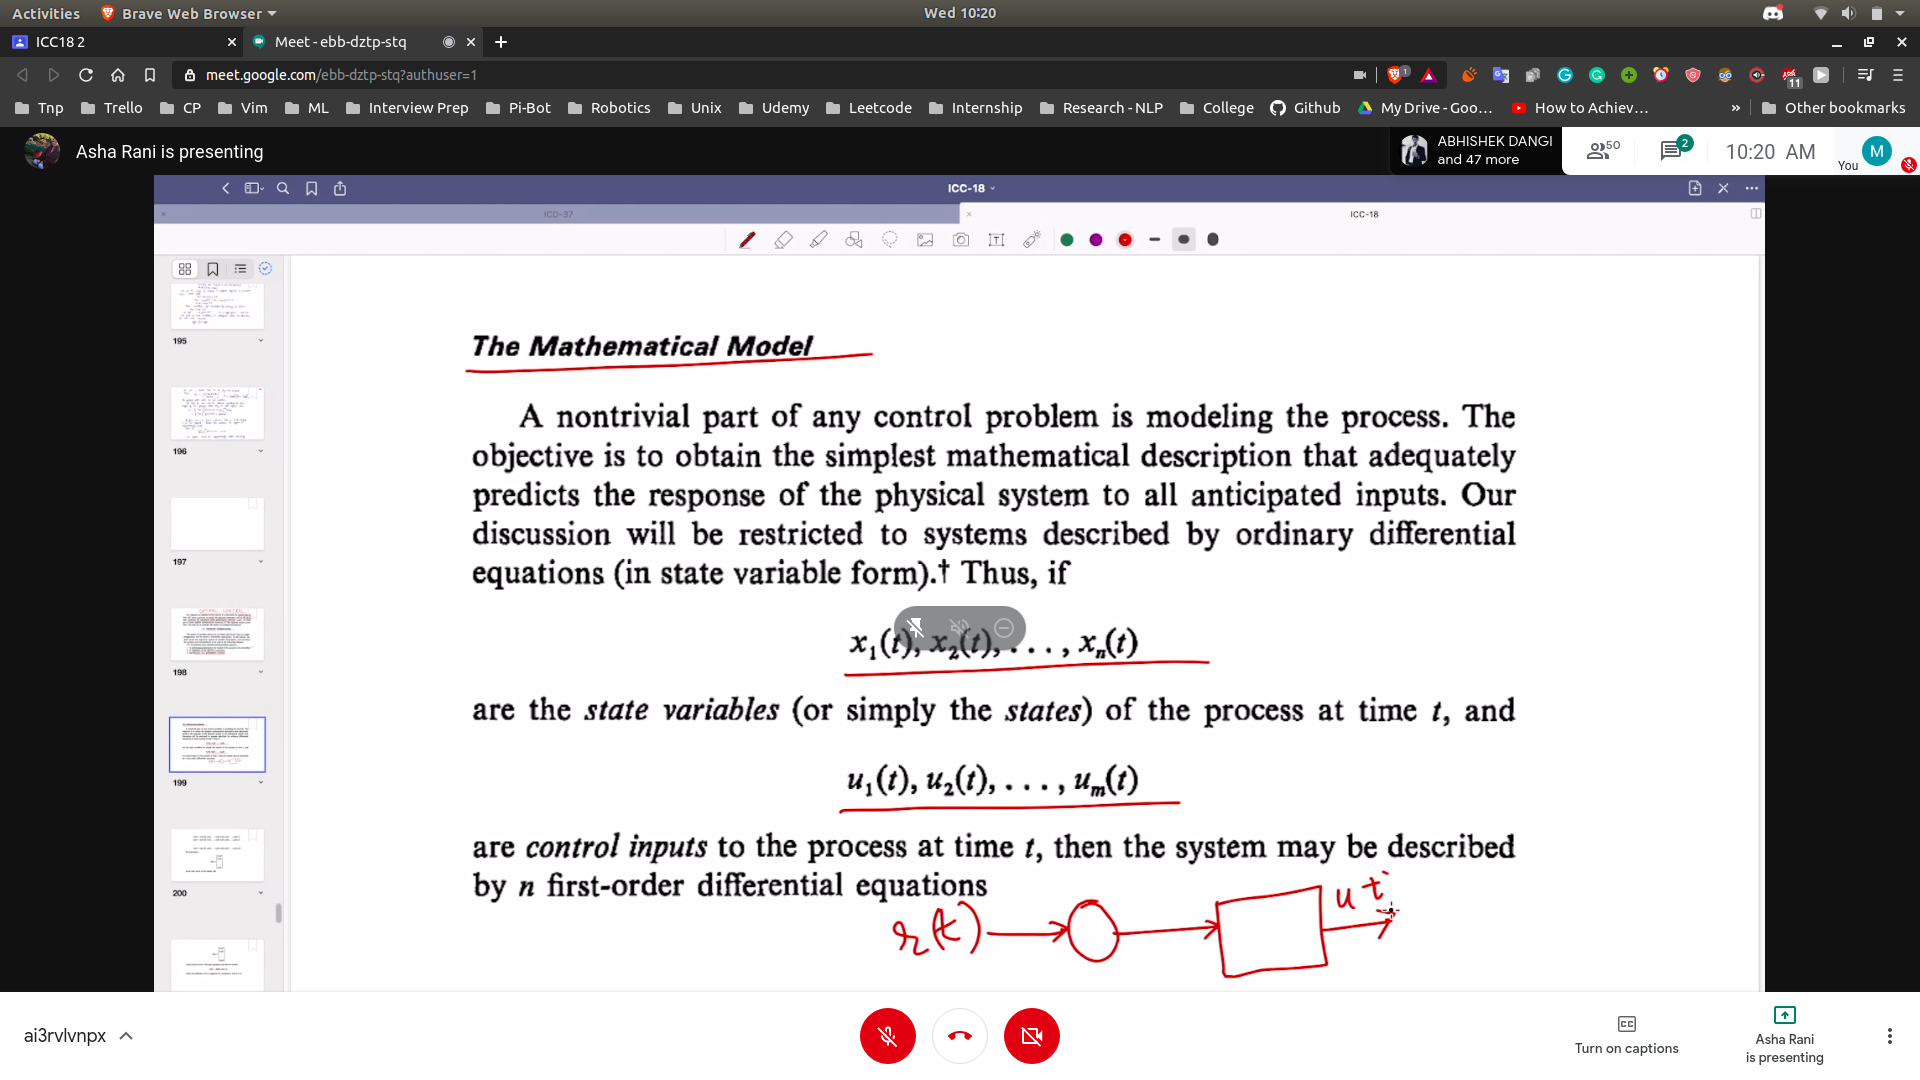 Activities Brave Web Browser Wed 10:20
ICC18 2 Meet - ebb-dztp-stq
meet.google.com/ebb-dztp-stq?authuser=1 1 11
Tnp Trello CP Vim ML Interview Prep Pi-Bot Robotics Unix Udemy Leetcode Internship Research - NLP College Github My Drive - Goo... How to Achiev... » Other bookmarks
Asha Rani is presenting
ABHISHEK DANGI
and 47 more
50 2 10:20 AM You M
ICC-18
ICD-37 ICC-18
The Mathematical Model
A nontrivial part of any control problem is modeling the process. The
objective is to obtain the simplest mathematical description that adequately
predicts the response of the physical system to all anticipated inputs. Our
discussion will be restricted to systems described by ordinary differential
equations (in state variable form).† Thus, if
x₁(t), x₂(t), . . . , xₙ(t)
are the state variables (or simply the states) of the process at time t, and
u₁(t), u₂(t), . . . , uₘ(t)
are control inputs to the process at time t, then the system may be described
by n first-order differential equations
r(t) u t
195
196
197
198
199
200
ai3rvlvnpx
Turn on captions
Asha Rani
is presenting